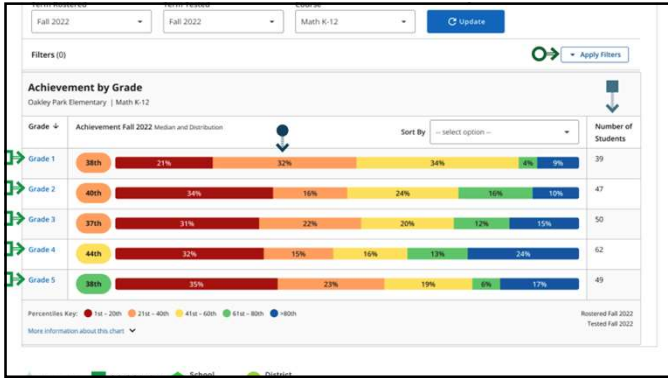 Term Rostered Term Tested Course
Fall 2022 Fall 2022 Math K-12 Update
Filters (0) Apply Filters
Achievement by Grade
Oakley Park Elementary | Math K-12
Grade ↓ Achievement Fall 2022 Median and Distribution Sort By -- select option -- Number of
Students
Grade 1 38th 21% 32% 34% 4% 9% 39
Grade 2 40th 34% 16% 24% 16% 10% 47
Grade 3 37th 31% 22% 20% 12% 15% 50
Grade 4 44th 32% 15% 16% 13% 24% 62
Grade 5 38th 35% 23% 19% 6% 17% 49
Percentiles Key: 1st - 20th 21st - 40th 41st - 60th 61st - 80th >80th Rostered Fall 2022
More information about this chart Tested Fall 2022
School District